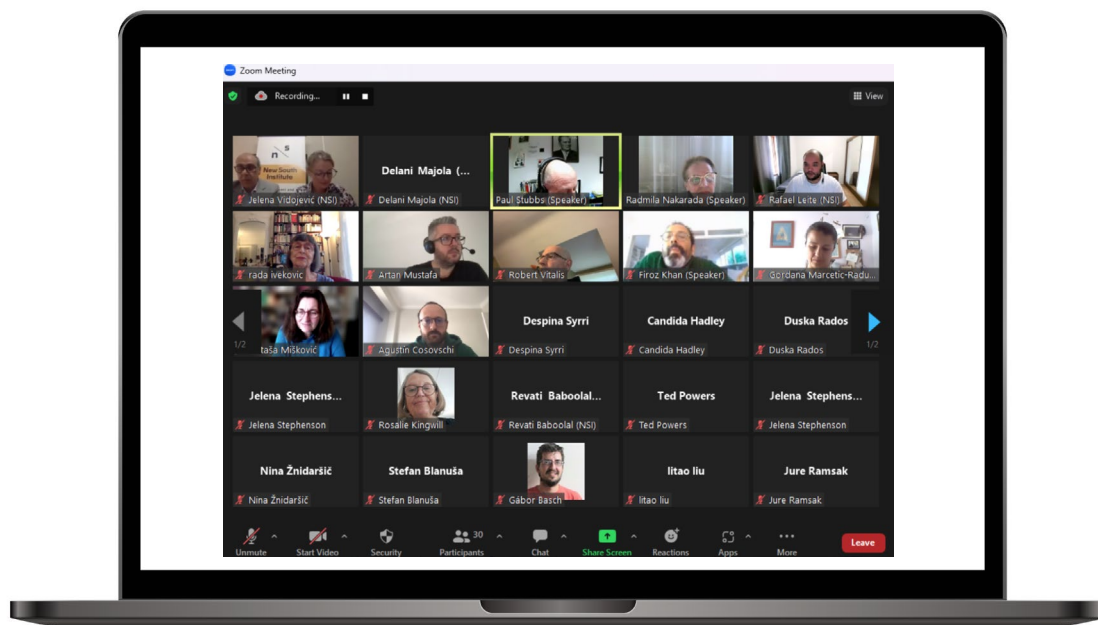 Zoom Meeting
Recording...
View
n s
New South
Institute
Jelena Vidojević (NSI)
Delani Majola (...
Delani Majola (NSI)
Paul Stubbs (Speaker)
Radmila Nakarada (Speaker)
Rafael Leite (NSI)
rada ivekovic
Artan Mustafa
Robert Vitalis
Firoz Khan (Speaker)
Gordana Marcetic-Radu...
1/2
taša Mišković
Agustin Cosovschi
Despina Syrri
Despina Syrri
Candida Hadley
Candida Hadley
Duska Rados
Duska Rados
1/2
Jelena Stephens...
Jelena Stephenson
Rosalie Kingwill
Revati Baboolal...
Revati Baboolal (NSI)
Ted Powers
Ted Powers
Jelena Stephens...
Jelena Stephenson
Nina Žnidaršič
Nina Žnidaršič
Stefan Blanuša
Stefan Blanuša
Gábor Basch
litao liu
litao liu
Jure Ramsak
Jure Ramsak
Unmute
Start Video
Security
30
Participants
Chat
Share Screen
Reactions
Apps
More
Leave